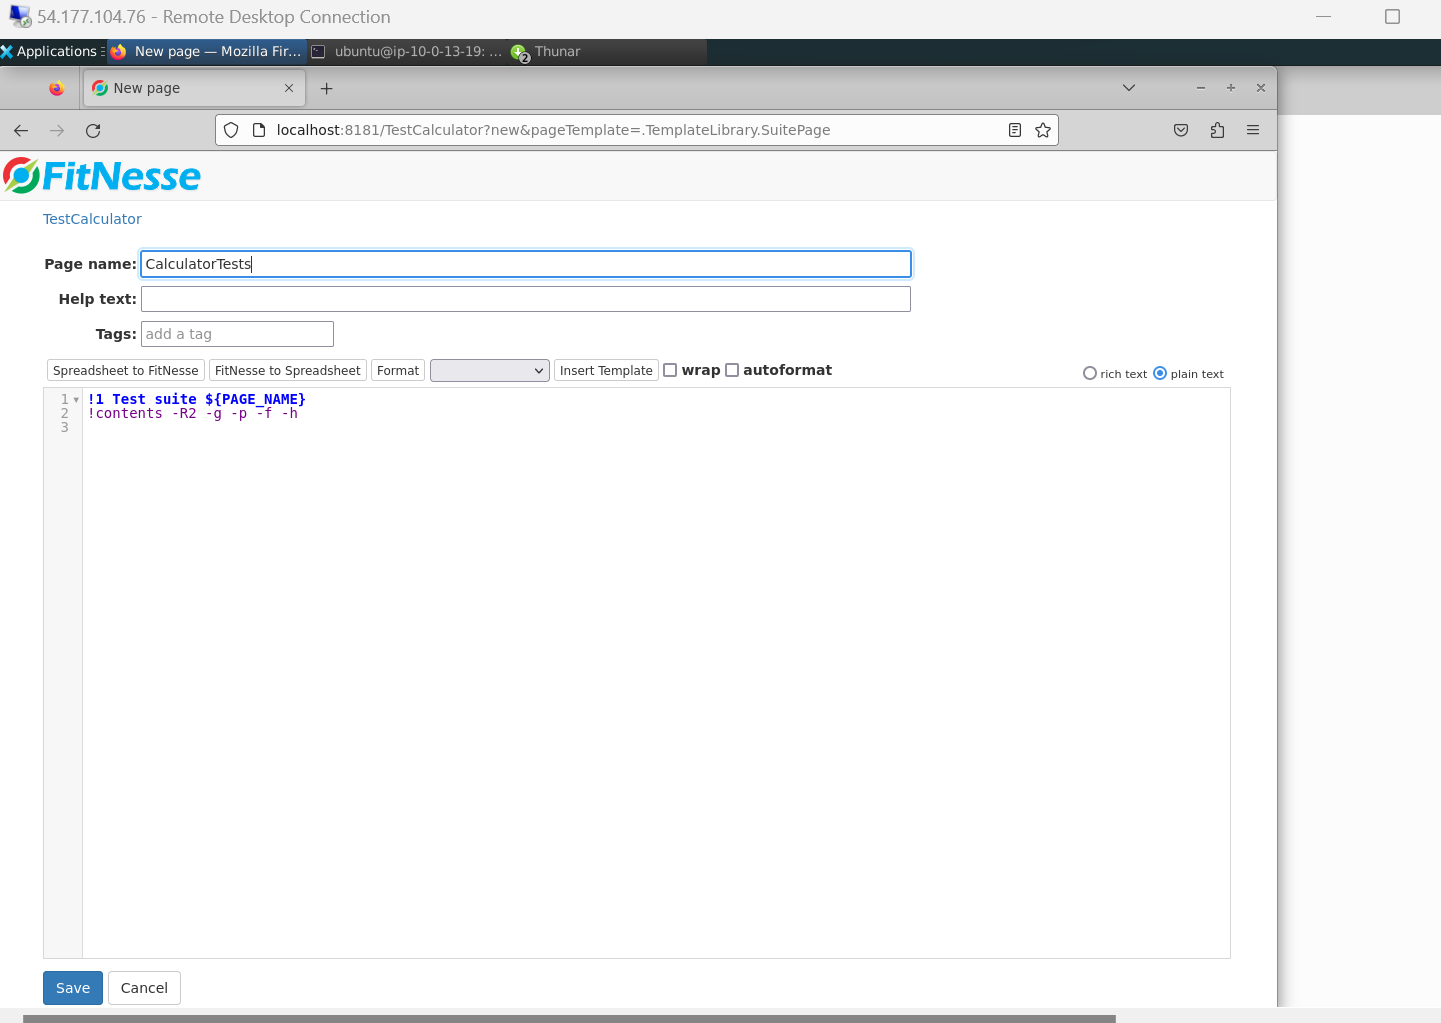 54.177.104.76 - Remote Desktop Connection
Applications
New page — Mozilla Fir...
ubuntu@ip-10-0-13-19: ...
2
Thunar
New page
localhost:8181/TestCalculator?new&pageTemplate=.TemplateLibrary.SuitePage
FitNesse
TestCalculator
Page name: CalculatorTests
Help text:
Tags: add a tag
Spreadsheet to FitNesse FitNesse to Spreadsheet Format Insert Template wrap autoformat rich text plain text
1 !1 Test suite ${PAGE_NAME}
2 !contents -R2 -g -p -f -h
3
Save Cancel